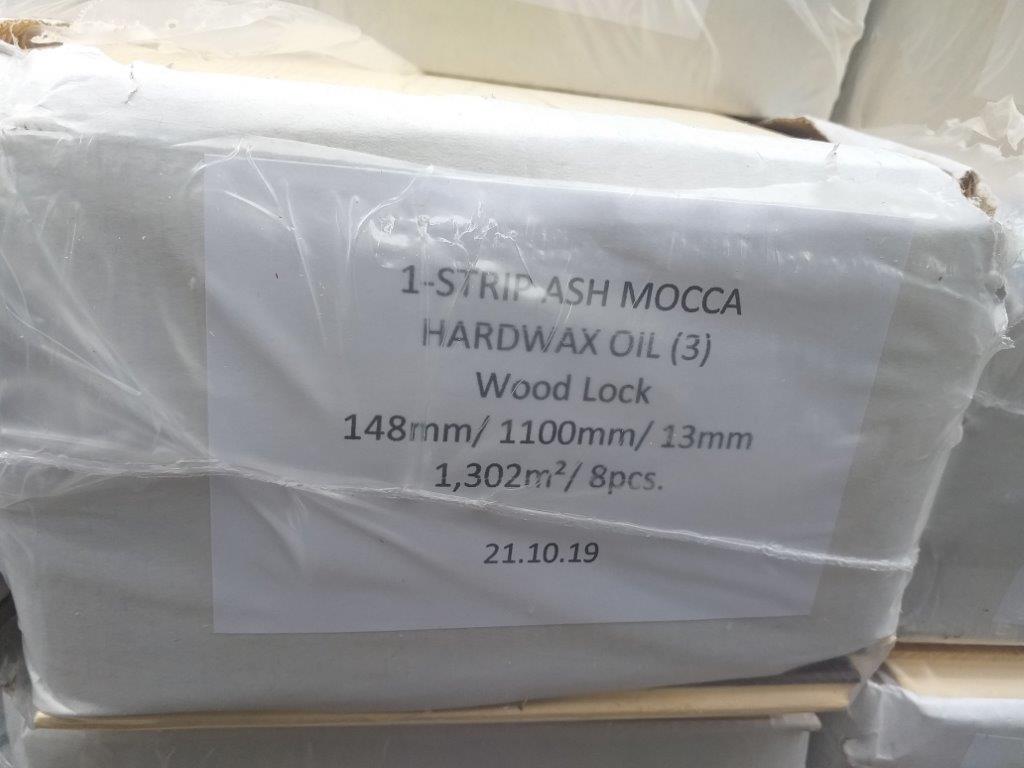 1-STRIP ASH MOCCA
HARDWAX OIL (3)
Wood Lock
148mm/ 1100mm/ 13mm
1,302m²/ 8pcs.
21.10.19